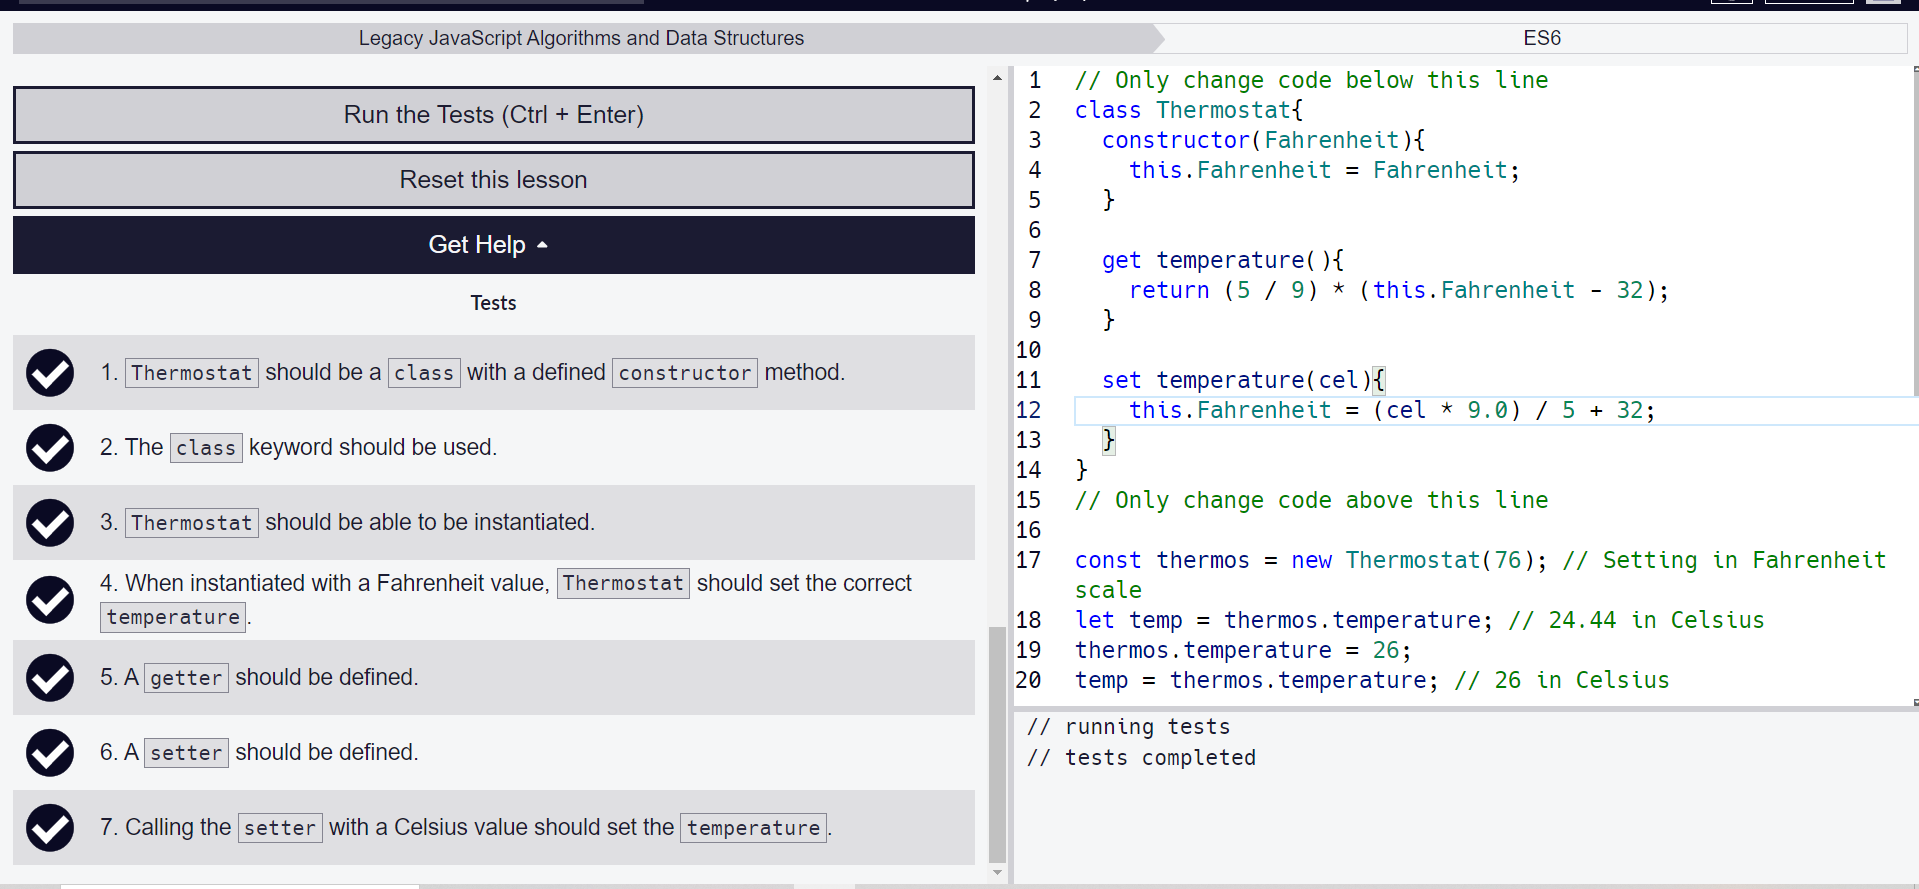 Legacy JavaScript Algorithms and Data Structures
ES6
Run the Tests (Ctrl + Enter)
Reset this lesson
Get Help
Tests
1. Thermostat should be a class with a defined constructor method.
2. The class keyword should be used.
3. Thermostat should be able to be instantiated.
4. When instantiated with a Fahrenheit value, Thermostat should set the correct
temperature.
5. A getter should be defined.
6. A setter should be defined.
7. Calling the setter with a Celsius value should set the temperature.
1 // Only change code below this line
2 class Thermostat{
3   constructor(Fahrenheit){
4     this.Fahrenheit = Fahrenheit;
5   }
6
7   get temperature(){
8     return (5 / 9) * (this.Fahrenheit - 32);
9   }
10
11   set temperature(cel){
12     this.Fahrenheit = (cel * 9.0) / 5 + 32;
13   }
14 }
15 // Only change code above this line
16
17 const thermos = new Thermostat(76); // Setting in Fahrenheit
scale
18 let temp = thermos.temperature; // 24.44 in Celsius
19 thermos.temperature = 26;
20 temp = thermos.temperature; // 26 in Celsius
// running tests
// tests completed